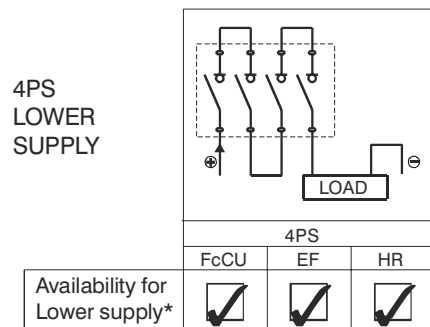 4PS
LOWER
SUPPLY
⊕
⊖
LOAD
4PS
FcCU EF HR
Availability for
Lower supply*